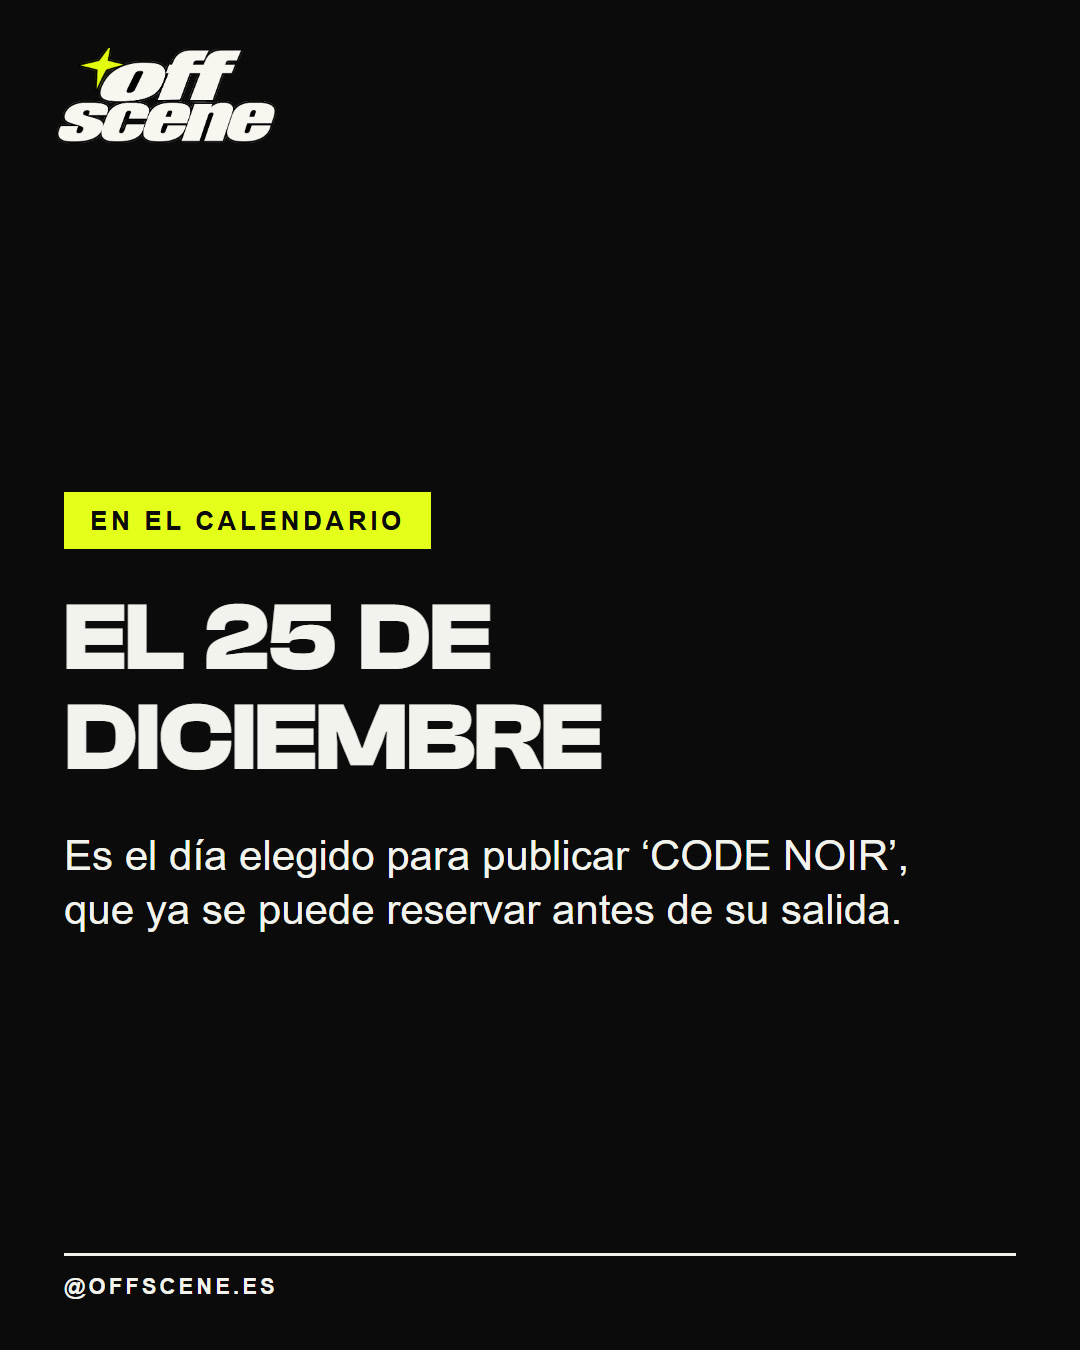 off
scene
EN EL CALENDARIO
EL 25 DE
DICIEMBRE
Es el día elegido para publicar ‘CODE NOIR’,
que ya se puede reservar antes de su salida.
@OFFSCENE.ES